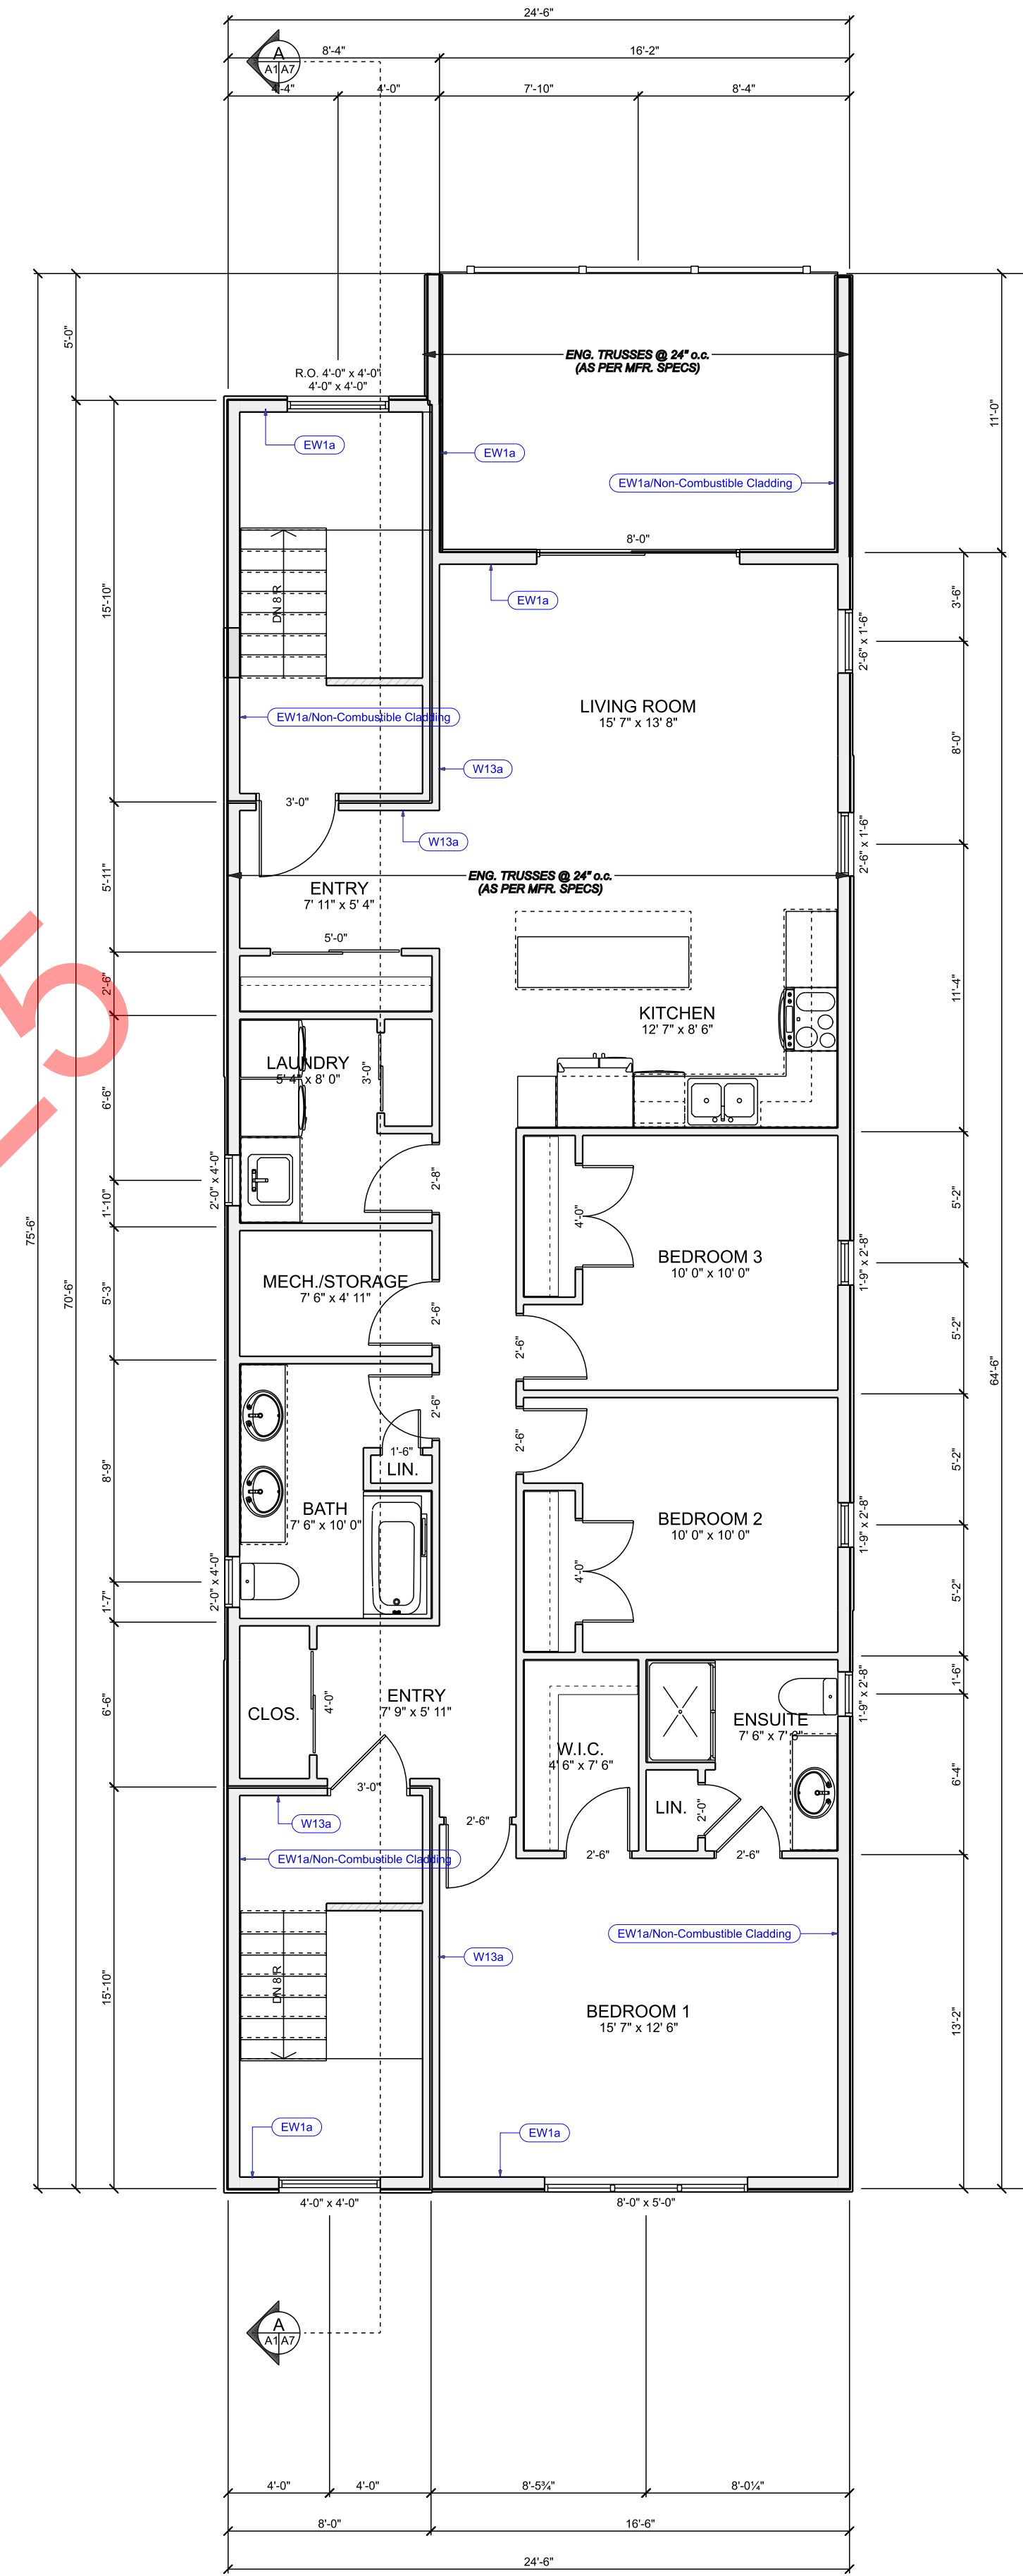 24'-6"
8'-4"
16'-2"
A
A1 A7
4'-4"
4'-0"
7'-10"
8'-4"
5'-0"
ENG. TRUSSES @ 24" o.c.
(AS PER MFR. SPECS)
R.O. 4'-0" x 4'-0"
4'-0" x 4'-0"
11'-0"
EW1a
EW1a
EW1a/Non-Combustible Cladding
8'-0"
EW1a
DN 8 R
15'-10"
3'-6"
2'-6" x 1'-6"
LIVING ROOM
15' 7" x 13' 8"
EW1a/Non-Combustible Cladding
8'-0"
W13a
3'-0"
W13a
2'-6" x 1'-6"
5'-11"
ENG. TRUSSES @ 24" o.c.
(AS PER MFR. SPECS)
ENTRY
7' 11" x 5' 4"
5'-0"
5
2'-6"
11'-4"
KITCHEN
12' 7" x 8' 6"
LAUNDRY
5' 4" x 8' 0"
3'-0"
6'-6"
2'-0" x 4'-0"
2'-8"
1'-10"
5'-2"
4'-0"
75'-6"
70'-6"
BEDROOM 3
10' 0" x 10' 0"
1'-9" x 2'-8"
MECH./STORAGE
7' 6" x 4' 11"
5'-3"
2'-6"
2'-6"
5'-2"
64'-6"
2'-6"
2'-6"
1'-6"
LIN.
8'-9"
5'-2"
BATH
7' 6" x 10' 0"
BEDROOM 2
10' 0" x 10' 0"
1'-9" x 2'-8"
4'-0"
2'-0" x 4'-0"
1'-7"
5'-2"
6'-6"
CLOS.
4'-0"
ENTRY
7' 9" x 5' 11"
1'-6"
1'-9" x 2'-8"
ENSUITE
7' 6" x 7' 6"
W.I.C.
4' 6" x 7' 6"
6'-4"
3'-0"
LIN.
2'-0"
W13a
2'-6"
2'-6"
2'-6"
EW1a/Non-Combustible Cladding
EW1a/Non-Combustible Cladding
W13a
DN 8 R
15'-10"
BEDROOM 1
15' 7" x 12' 6"
13'-2"
EW1a
EW1a
4'-0" x 4'-0"
8'-0" x 5'-0"
A
A1 A7
4'-0"
4'-0"
8'-5¾"
8'-0¼"
8'-0"
16'-6"
24'-6"